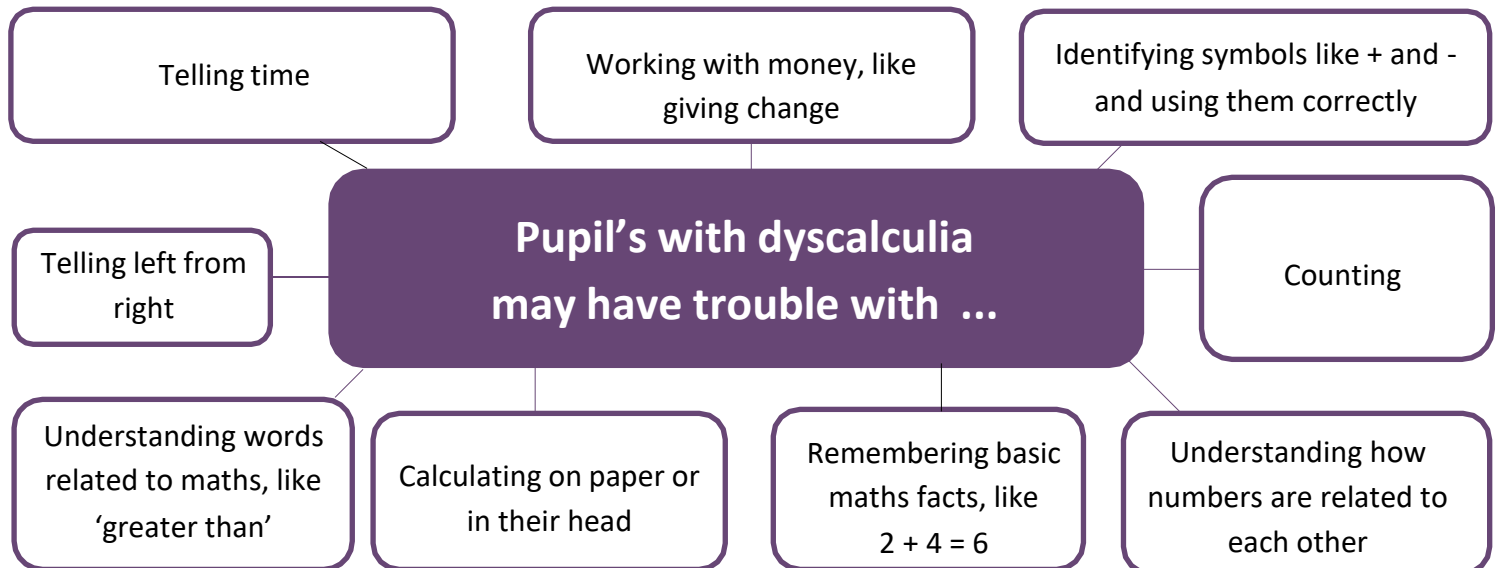 Telling time
Working with money, like
giving change
Identifying symbols like + and -
and using them correctly
Telling left from
right
Pupil’s with dyscalculia
may have trouble with ...
Counting
Understanding words
related to maths, like
‘greater than’
Calculating on paper or
in their head
Remembering basic
maths facts, like
2 + 4 = 6
Understanding how
numbers are related to
each other